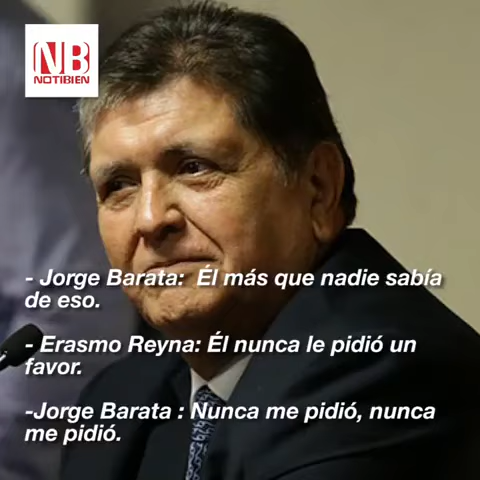 NB
NOTIBIEN
- Jorge Barata:  Él más que nadie sabía
de eso.
- Erasmo Reyna: Él nunca le pidió un
favor.
-Jorge Barata : Nunca me pidió, nunca
me pidió.